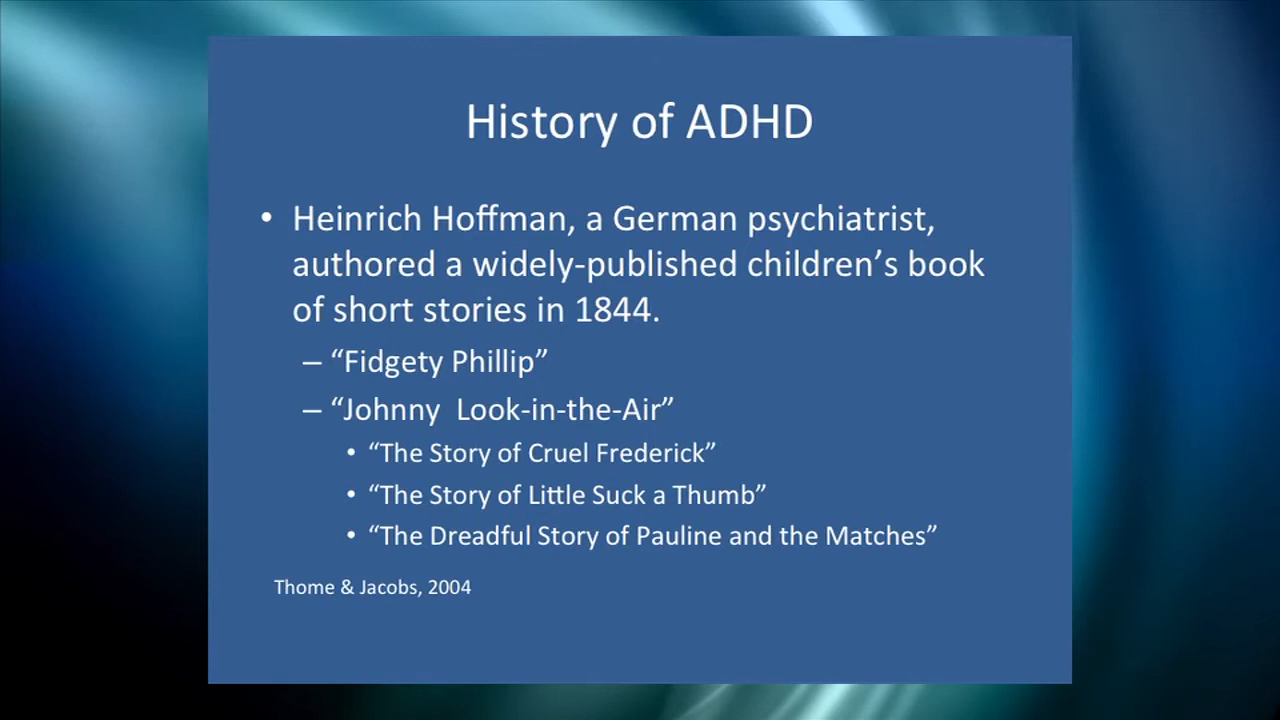 History of ADHD
• Heinrich Hoffman, a German psychiatrist,
authored a widely-published children’s book
of short stories in 1844.
– “Fidgety Phillip”
– “Johnny  Look-in-the-Air”
• “The Story of Cruel Frederick”
• “The Story of Little Suck a Thumb”
• “The Dreadful Story of Pauline and the Matches”
Thome & Jacobs, 2004